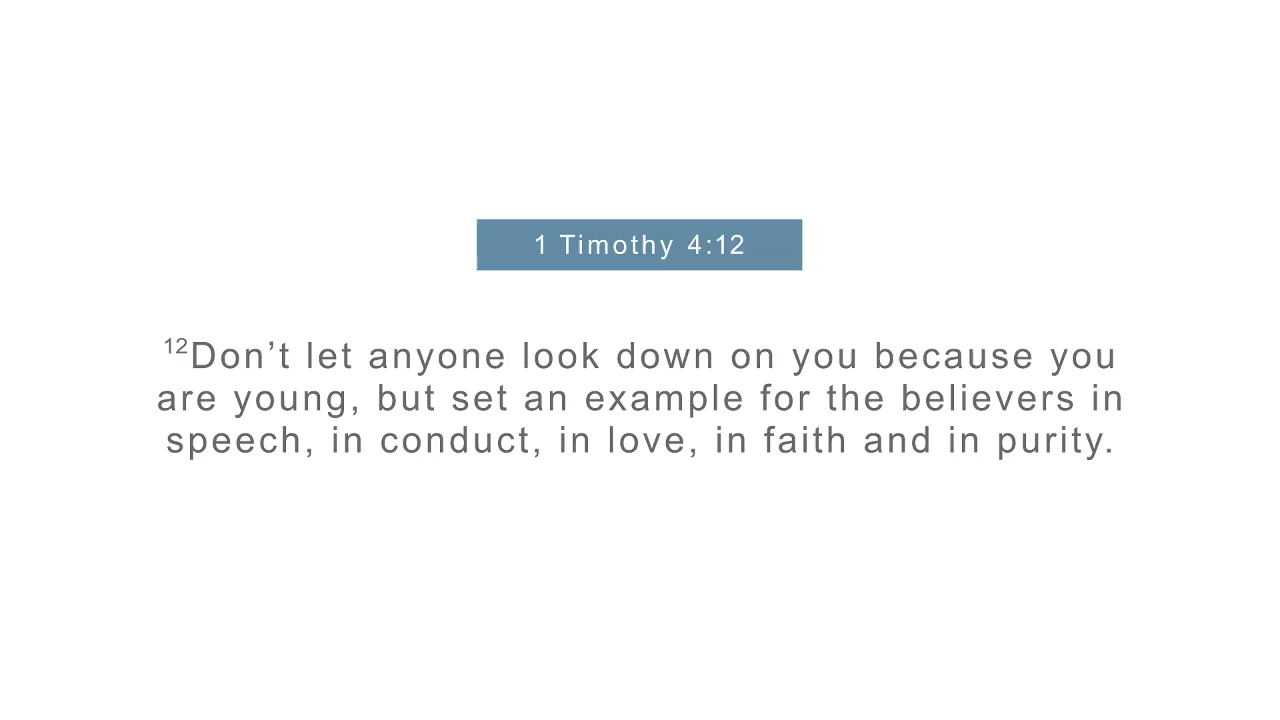 1 Timothy 4:12
¹²Don’t let anyone look down on you because you
are young, but set an example for the believers in
speech, in conduct, in love, in faith and in purity.